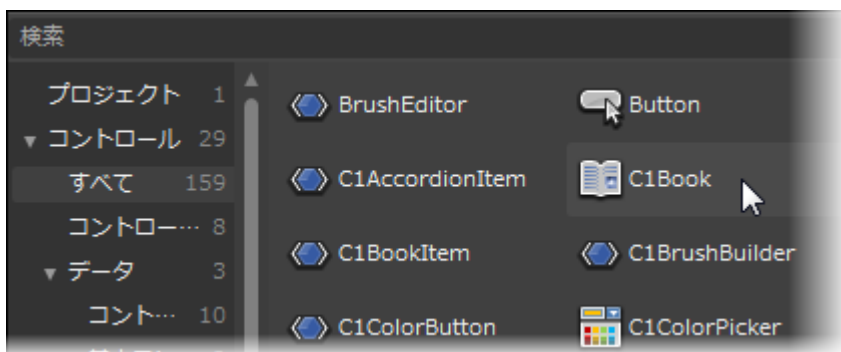 検索
プロジェクト 1
コントロール 29
すべて 159
コントロー… 8
データ 3
コント… 10
BrushEditor
Button
C1AccordionItem
C1Book
C1BookItem
C1BrushBuilder
C1ColorButton
C1ColorPicker